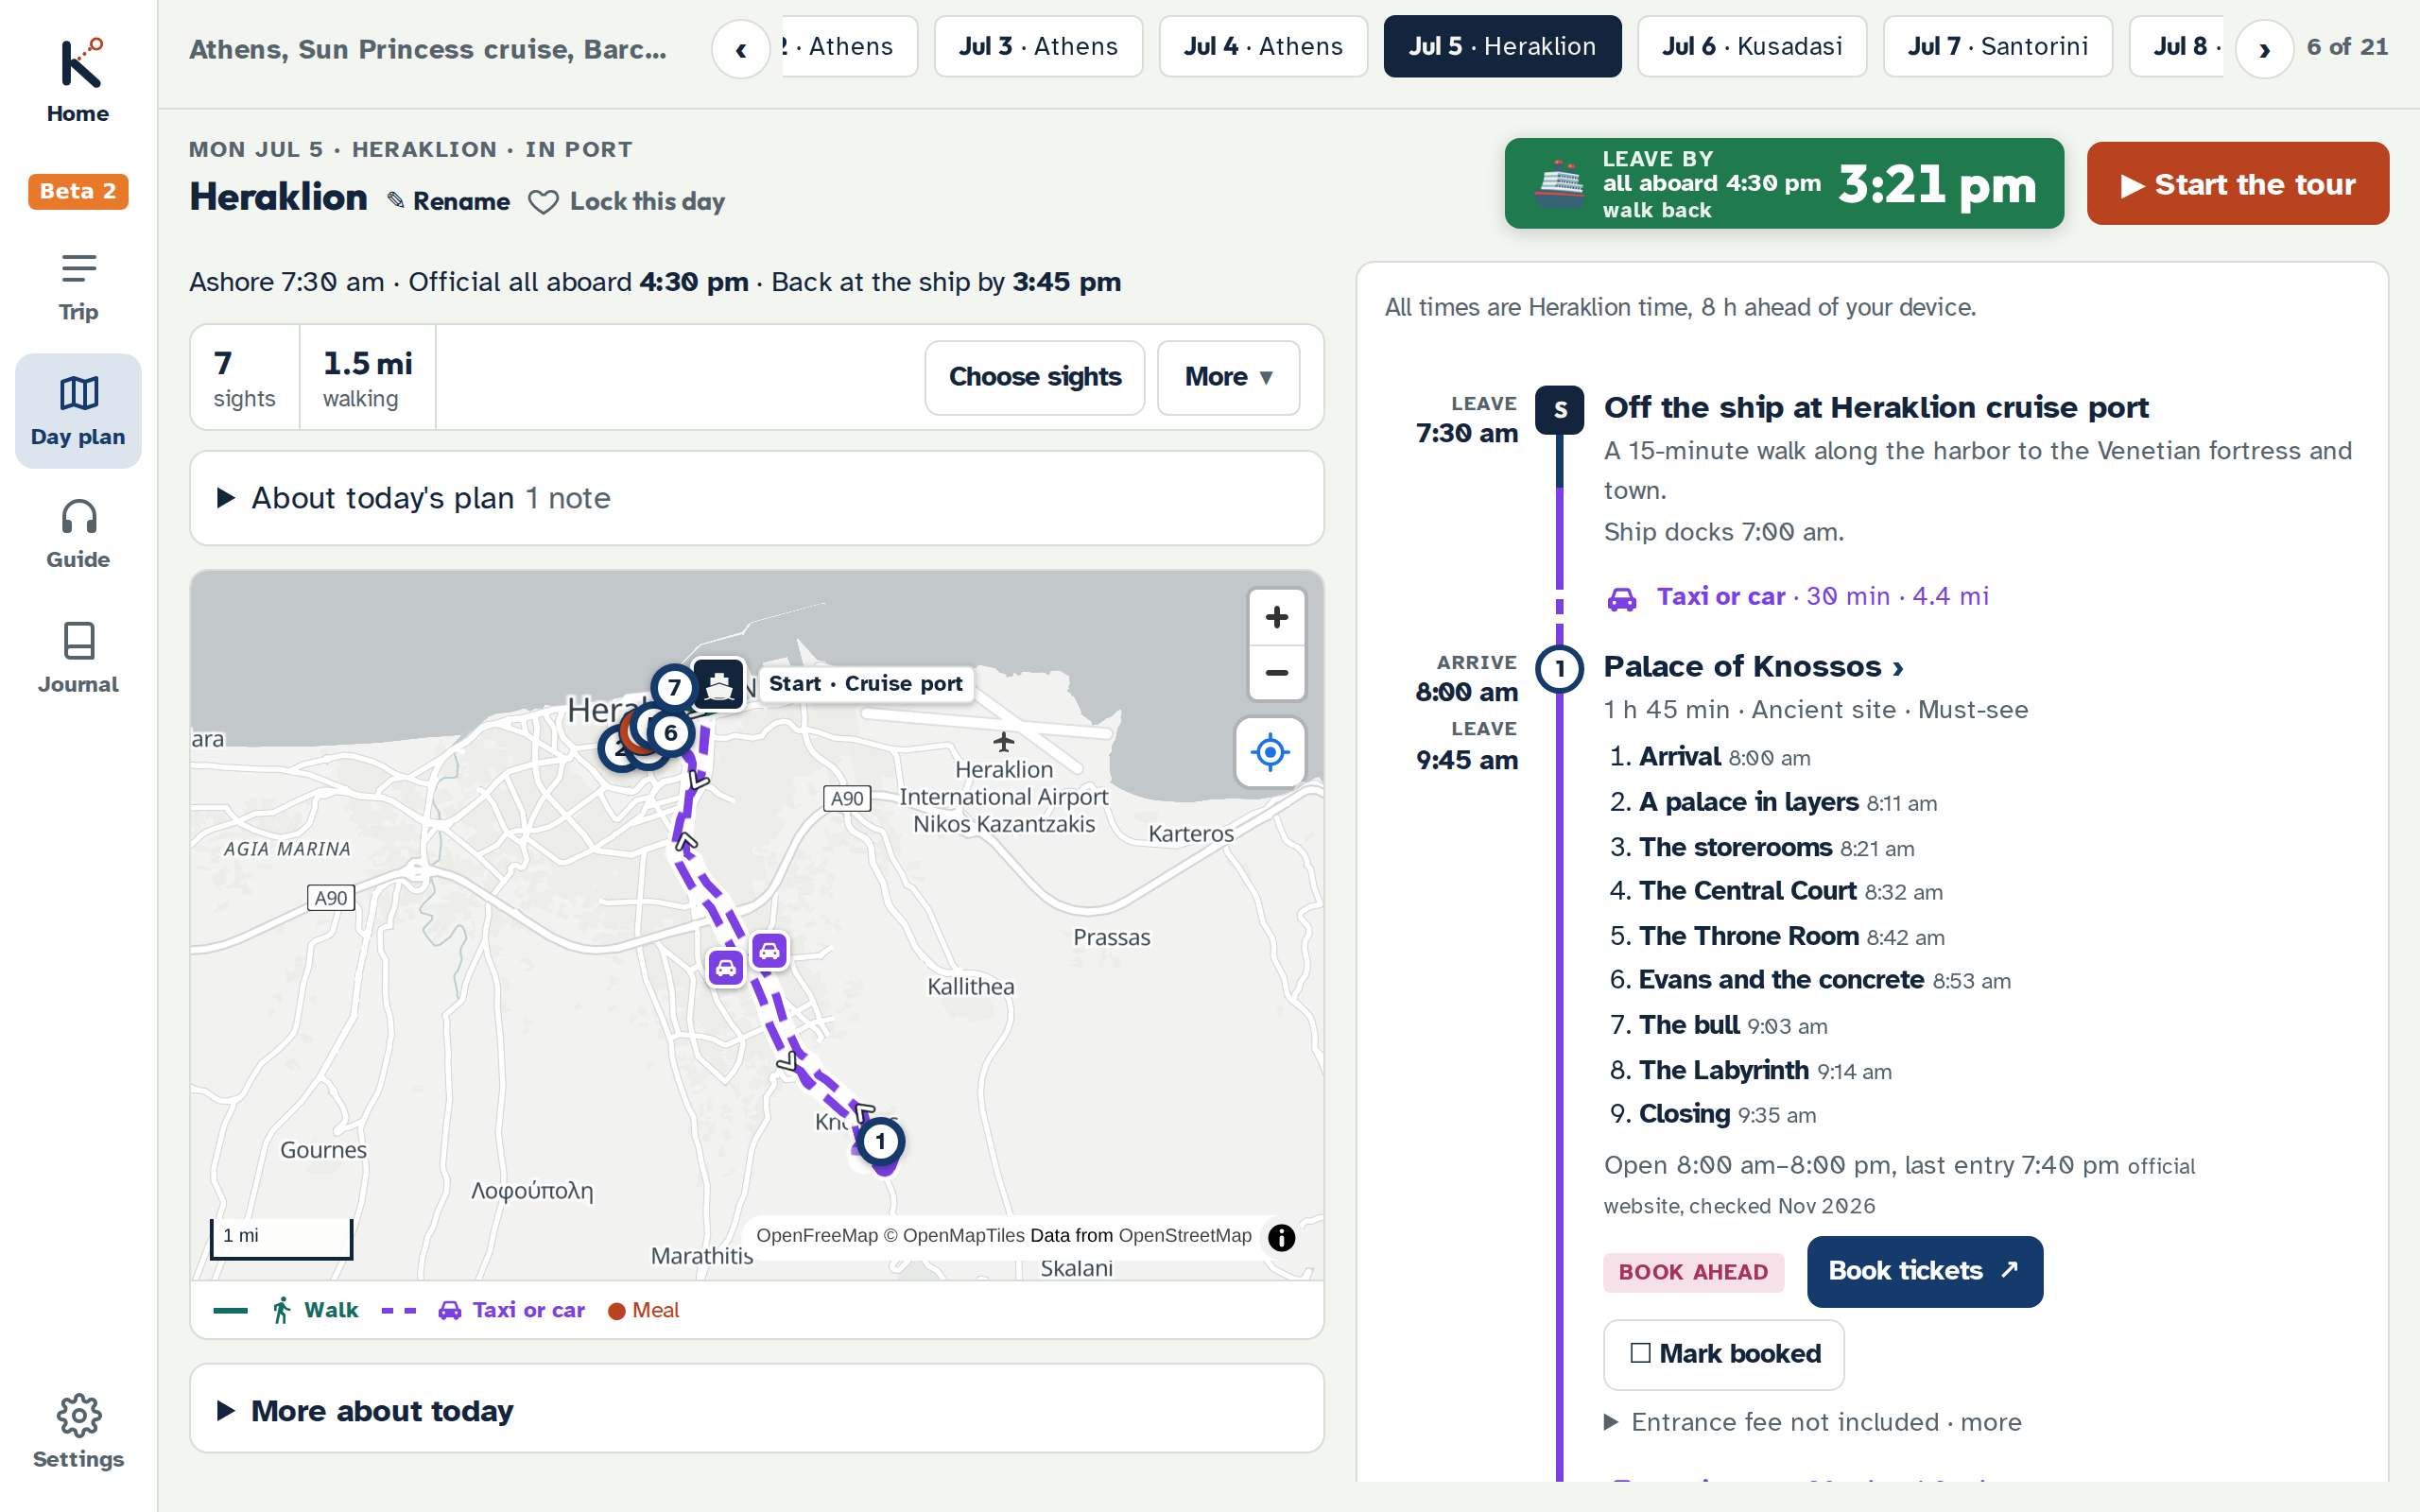 Home
Beta 2
Trip
Day plan
Guide
Journal
Settings
Athens, Sun Princess cruise, Barc...
‹
· Athens
Jul 3 · Athens
Jul 4 · Athens
Jul 5 · Heraklion
Jul 6 · Kusadasi
Jul 7 · Santorini
Jul 8 ·
›
6 of 21
MON JUL 5 · HERAKLION · IN PORT
Heraklion ✎ Rename Lock this day
LEAVE BY
all aboard 4:30 pm
walk back
3:21 pm
▶ Start the tour
Ashore 7:30 am · Official all aboard 4:30 pm · Back at the ship by 3:45 pm
7
sights
1.5 mi
walking
Choose sights
More ▼
▶ About today's plan 1 note
7
Start · Cruise port
6
ara
A90
Heraklion
International Airport
Nikos Kazantzakis
Karteros
AGIA MARINA
A90
Prassas
Kallithea
1
Gournes
Λοφούπολη
1 mi
Marathitis
OpenFreeMap © OpenMapTiles Data from OpenStreetMap
Skalani
Walk
Taxi or car
Meal
▶ More about today
All times are Heraklion time, 8 h ahead of your device.
LEAVE
7:30 am
S
Off the ship at Heraklion cruise port
A 15-minute walk along the harbor to the Venetian fortress and
town.
Ship docks 7:00 am.
Taxi or car · 30 min · 4.4 mi
ARRIVE
8:00 am
LEAVE
9:45 am
1
Palace of Knossos ›
1 h 45 min · Ancient site · Must-see
1. Arrival 8:00 am
2. A palace in layers 8:11 am
3. The storerooms 8:21 am
4. The Central Court 8:32 am
5. The Throne Room 8:42 am
6. Evans and the concrete 8:53 am
7. The bull 9:03 am
8. The Labyrinth 9:14 am
9. Closing 9:35 am
Open 8:00 am–8:00 pm, last entry 7:40 pm official
website, checked Nov 2026
BOOK AHEAD
Book tickets ↗
☐ Mark booked
▶ Entrance fee not included · more